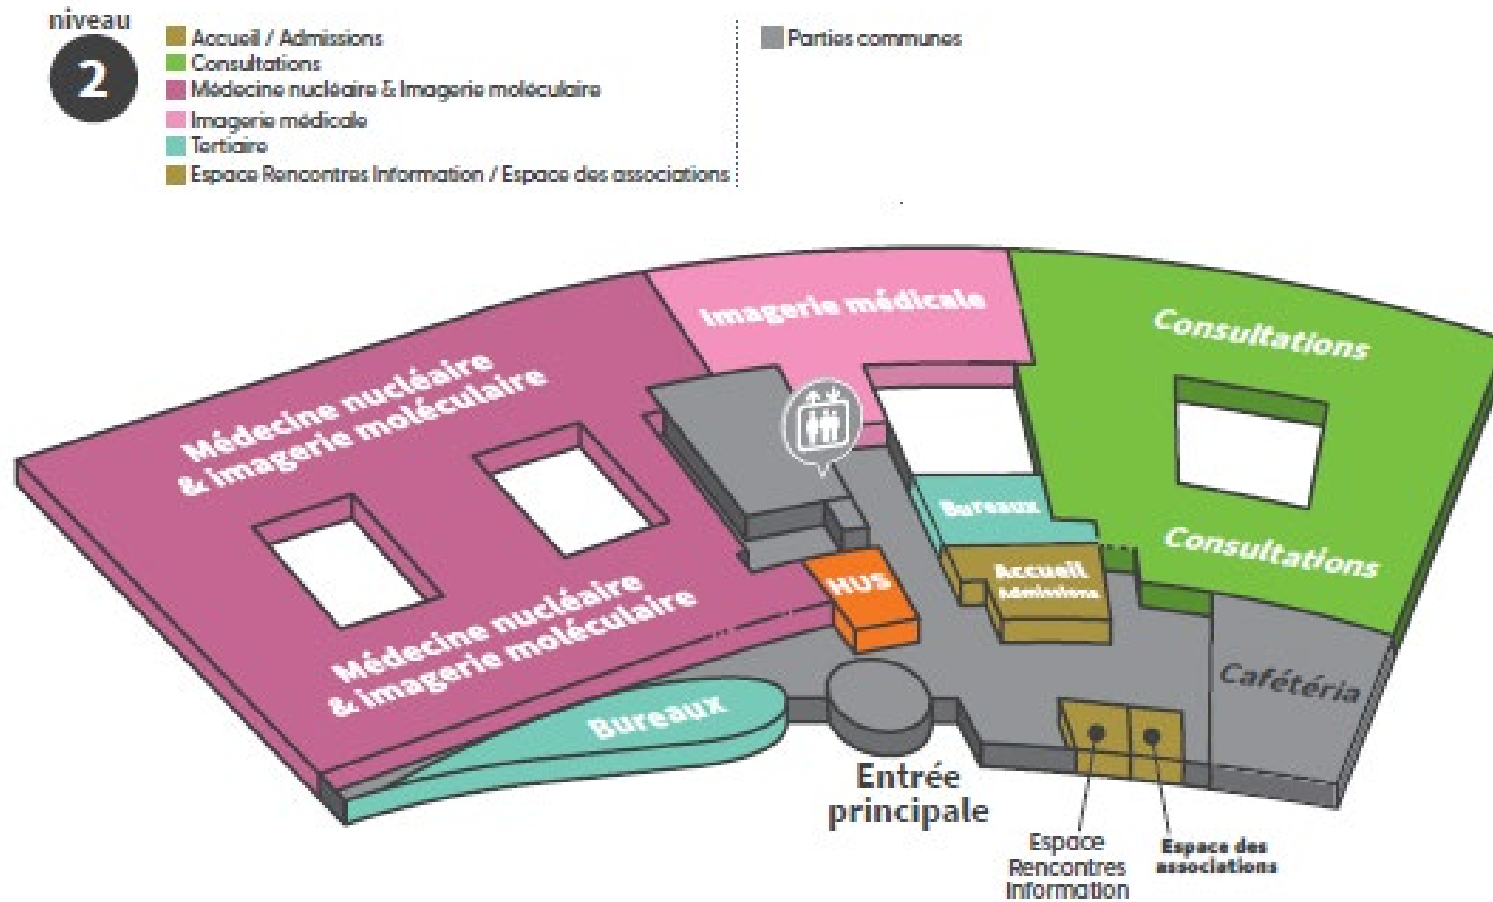 niveau
2
Accueil / Admissions
Consultations
Médecine nucléaire & Imagerie moléculaire
Imagerie médicale
Tertiaire
Espace Rencontres Information / Espace des associations
Parties communes
Imagerie médicale
Consultations
Médecine nucléaire
& imagerie moléculaire
Bureaux
Consultations
Accueil
Admissions
HUS
Médecine nucléaire
& imagerie moléculaire
Cafétéria
Bureaux
Entrée
principale
Espace
Rencontres
Information
Espace des
associations